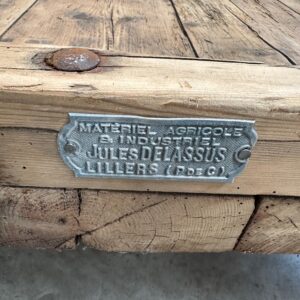 MATÉRIEL AGRICOLE
& INDUSTRIEL
JULES DELASSUS
LILLERS (P.DE C.)